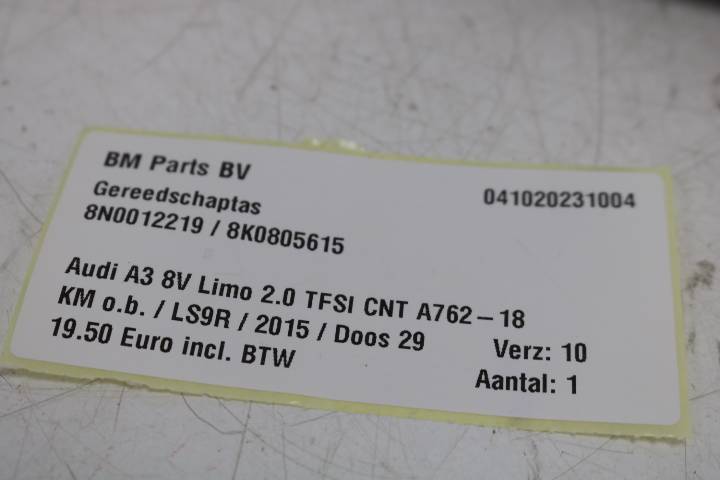 BM Parts BV
Gereedschaptas 041020231004
8N0012219 / 8K0805615
Audi A3 8V Limo 2.0 TFSI CNT A762-18
KM o.b. / LS9R / 2015 / Doos 29 Verz: 10
19.50 Euro incl. BTW Aantal: 1